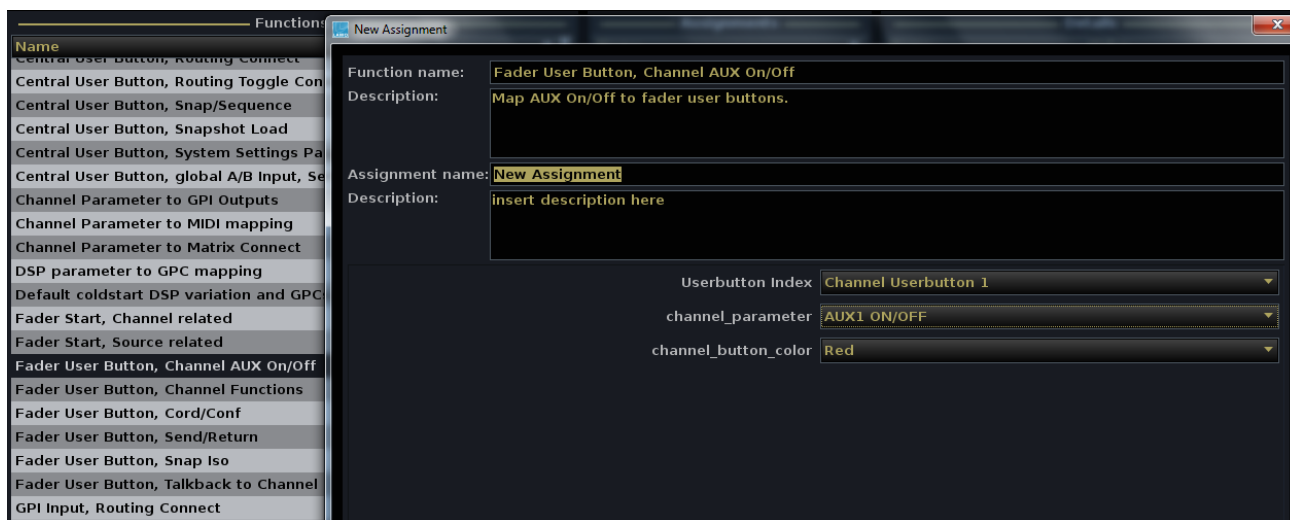 Functions
Name
Central User Button, Routing Connect
Central User Button, Routing Toggle Con
Central User Button, Snap/Sequence
Central User Button, Snapshot Load
Central User Button, System Settings Pa
Central User Button, global A/B Input, Se
Channel Parameter to GPI Outputs
Channel Parameter to MIDI mapping
Channel Parameter to Matrix Connect
DSP parameter to GPC mapping
Default coldstart DSP variation and GPC
Fader Start, Channel related
Fader Start, Source related
Fader User Button, Channel AUX On/Off
Fader User Button, Channel Functions
Fader User Button, Cord/Conf
Fader User Button, Send/Return
Fader User Button, Snap Iso
Fader User Button, Talkback to Channel
GPI Input, Routing Connect
New Assignment
Function name: Fader User Button, Channel AUX On/Off
Description: Map AUX On/Off to fader user buttons.
Assignment name: New Assignment
Description: insert description here
Userbutton Index Channel Userbutton 1
channel_parameter AUX1 ON/OFF
channel_button_color Red